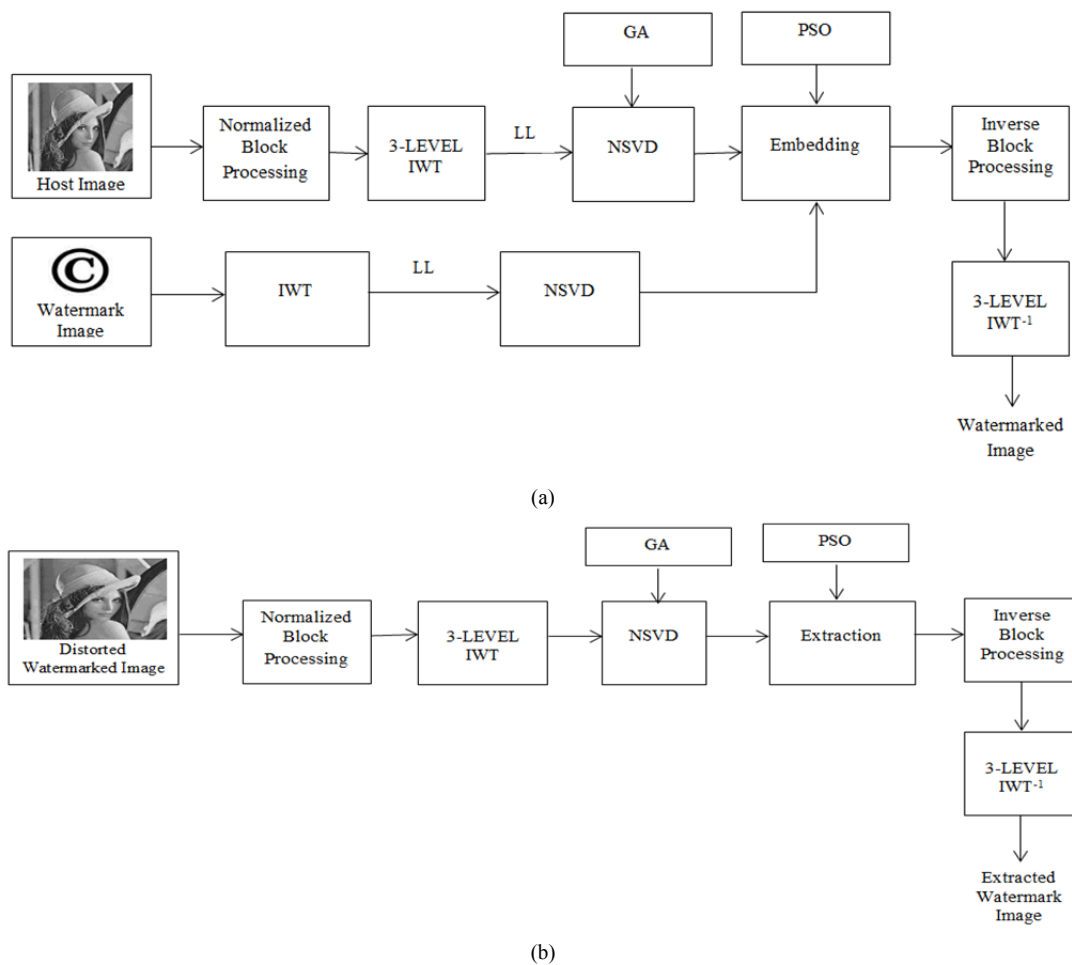 GA
PSO
Host Image
Normalized
Block
Processing
3-LEVEL
IWT
LL
NSVD
Embedding
Inverse
Block
Processing
©
Watermark
Image
IWT
LL
NSVD
3-LEVEL
IWT-1
Watermarked
Image
(a)
GA
PSO
Distorted
Watermarked Image
Normalized
Block
Processing
3-LEVEL
IWT
NSVD
Extraction
Inverse
Block
Processing
3-LEVEL
IWT-1
Extracted
Watermark
Image
(b)